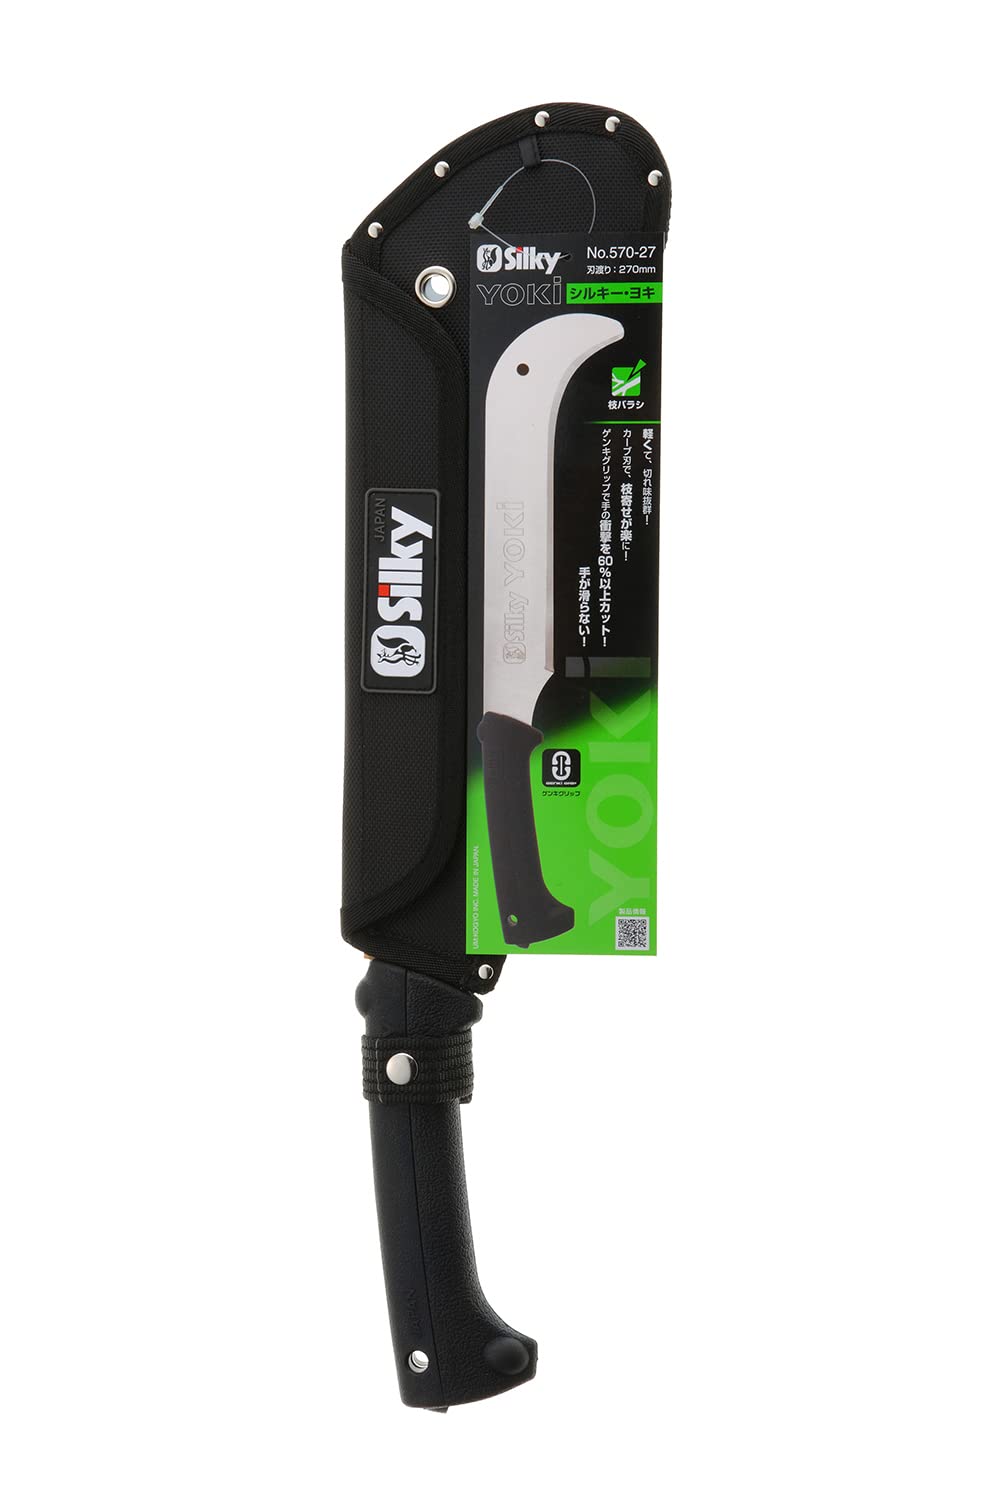 Silky
No.570-27
刃渡り:270mm
YOKi
シルキー・ヨキ
枝バラシ
軽くて、切れ味抜群!
カーブ刃で、枝寄せが楽に!
ゲンキグリップで手の衝撃を60%以上カット!
手が滑らない!
Silky YOKi
Silky
JAPAN
GENKI GRIP
ゲンキグリップ
YOKi
UM KOGYO INC. MADE IN JAPAN
製品情報
JAPAN